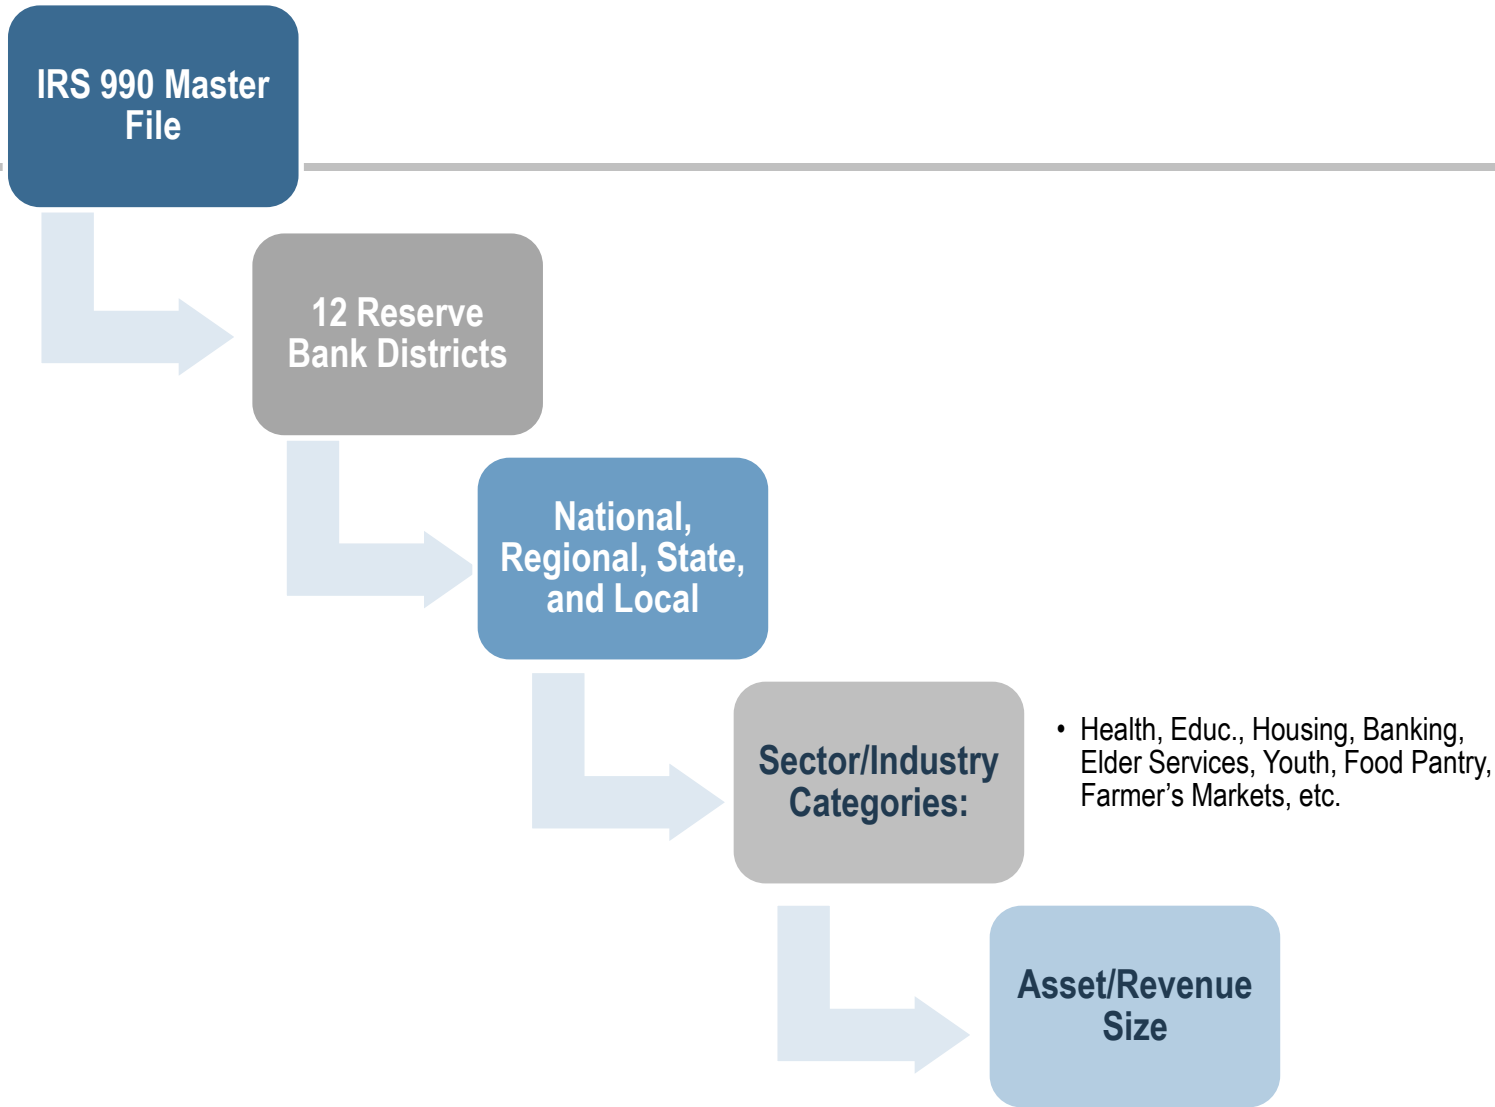 IRS 990 Master
File
12 Reserve
Bank Districts
National,
Regional, State,
and Local
Sector/Industry
Categories:
• Health, Educ., Housing, Banking,
Elder Services, Youth, Food Pantry,
Farmer’s Markets, etc.
Asset/Revenue
Size